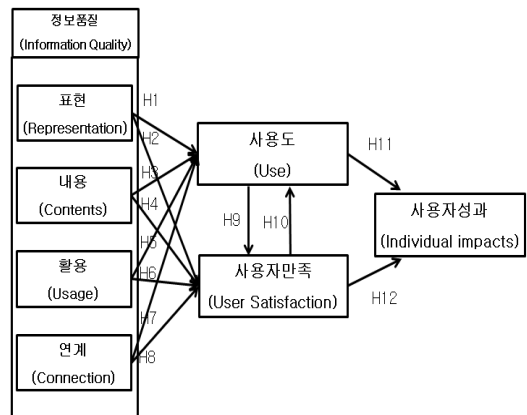 정보품질
(Information Quality)
표현
(Representation)
내용
(Contents)
활용
(Usage)
연계
(Connection)
H1
H2
H3
H4
H5
H6
H7
H8
사용도
(Use)
H9
H10
사용자만족
(User Satisfaction)
H11
H12
사용자성과
(Individual impacts)